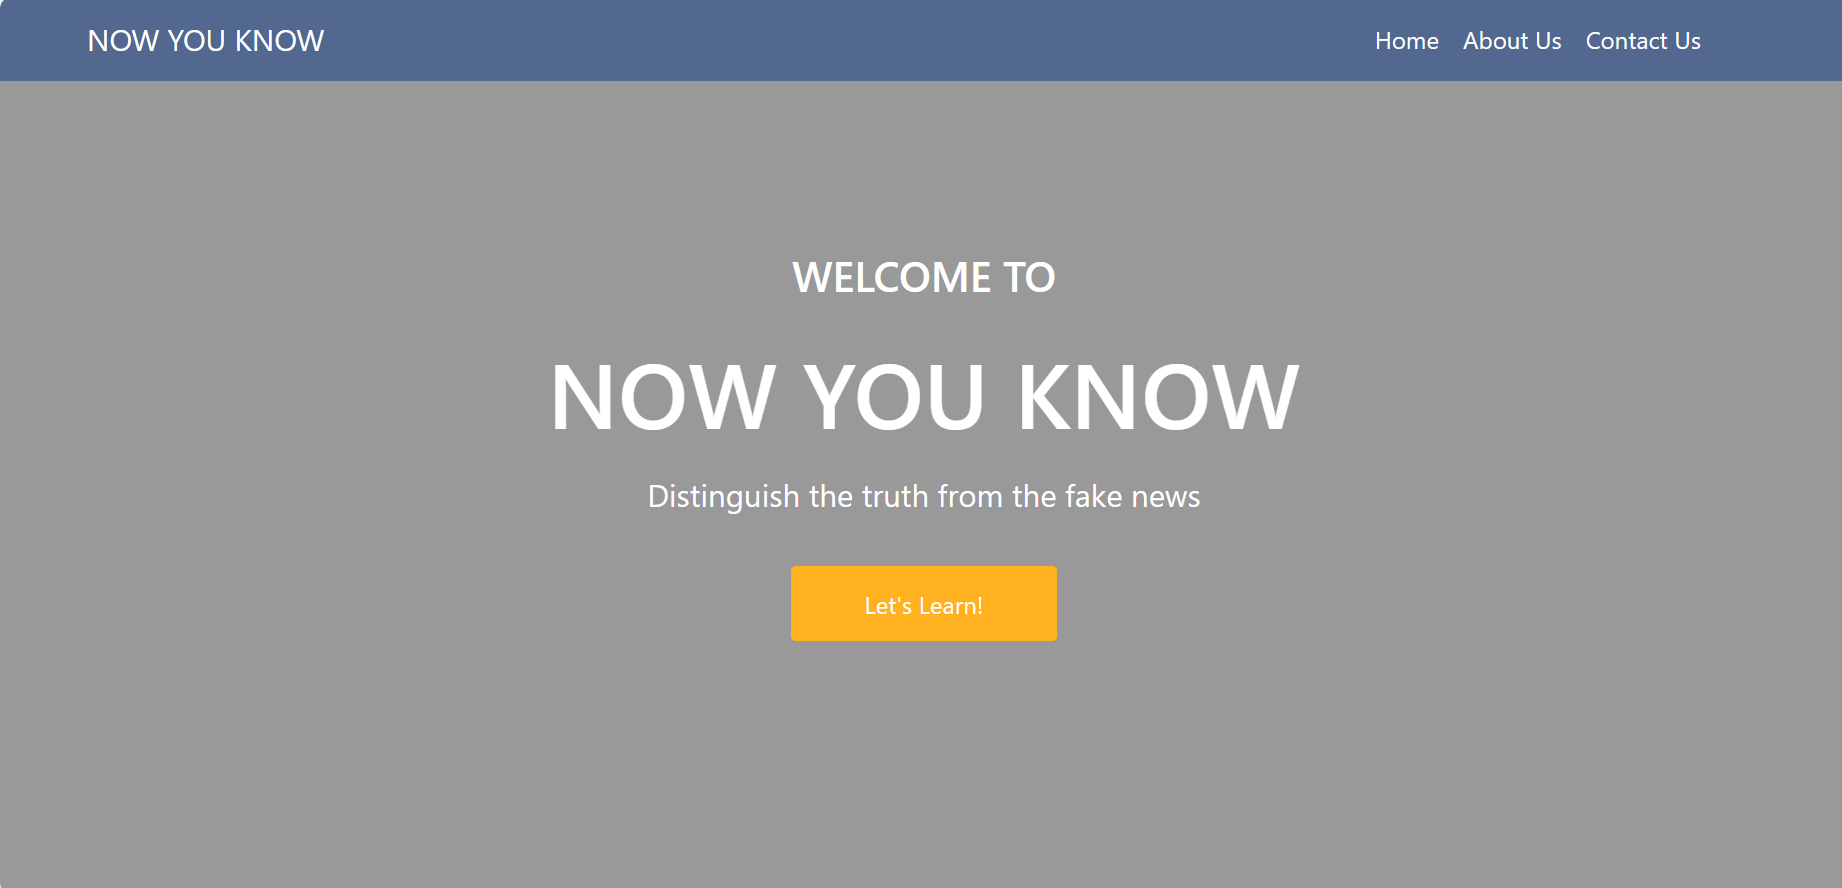 NOW YOU KNOW
Home About Us Contact Us
WELCOME TO
NOW YOU KNOW
Distinguish the truth from the fake news
Let's Learn!